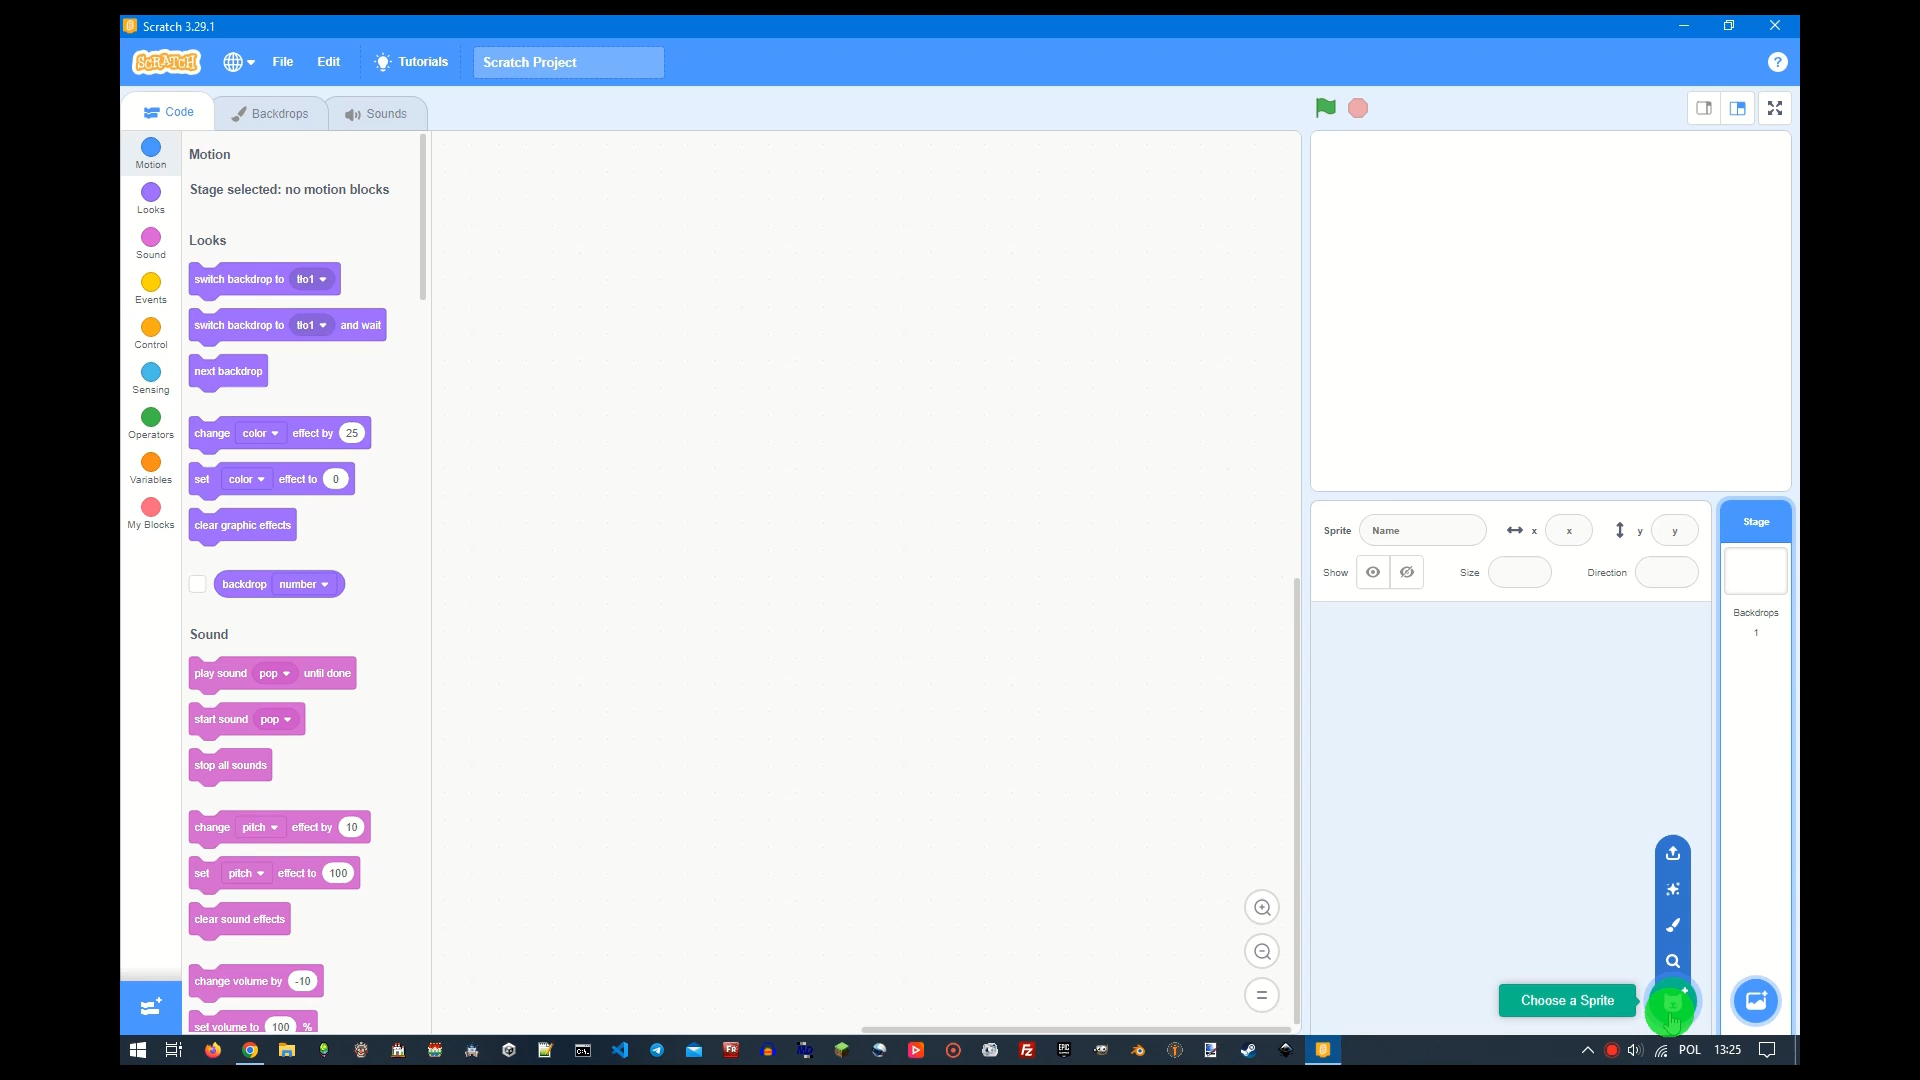 Scratch 3.29.1
SCRATCH
File
Edit
Tutorials
Scratch Project
?
Code
Backdrops
Sounds
Motion
Looks
Sound
Events
Control
Sensing
Operators
Variables
My Blocks
Motion
Stage selected: no motion blocks
Looks
switch backdrop to tło1
switch backdrop to tło1 and wait
next backdrop
change color effect by 25
set color effect to 0
clear graphic effects
backdrop number
Sound
play sound pop until done
start sound pop
stop all sounds
change pitch effect by 10
set pitch effect to 100
clear sound effects
change volume by -10
set volume to 100 %
Sprite Name x x y y
Show Size Direction
Stage
Backdrops
1
Choose a Sprite
POL 13:25